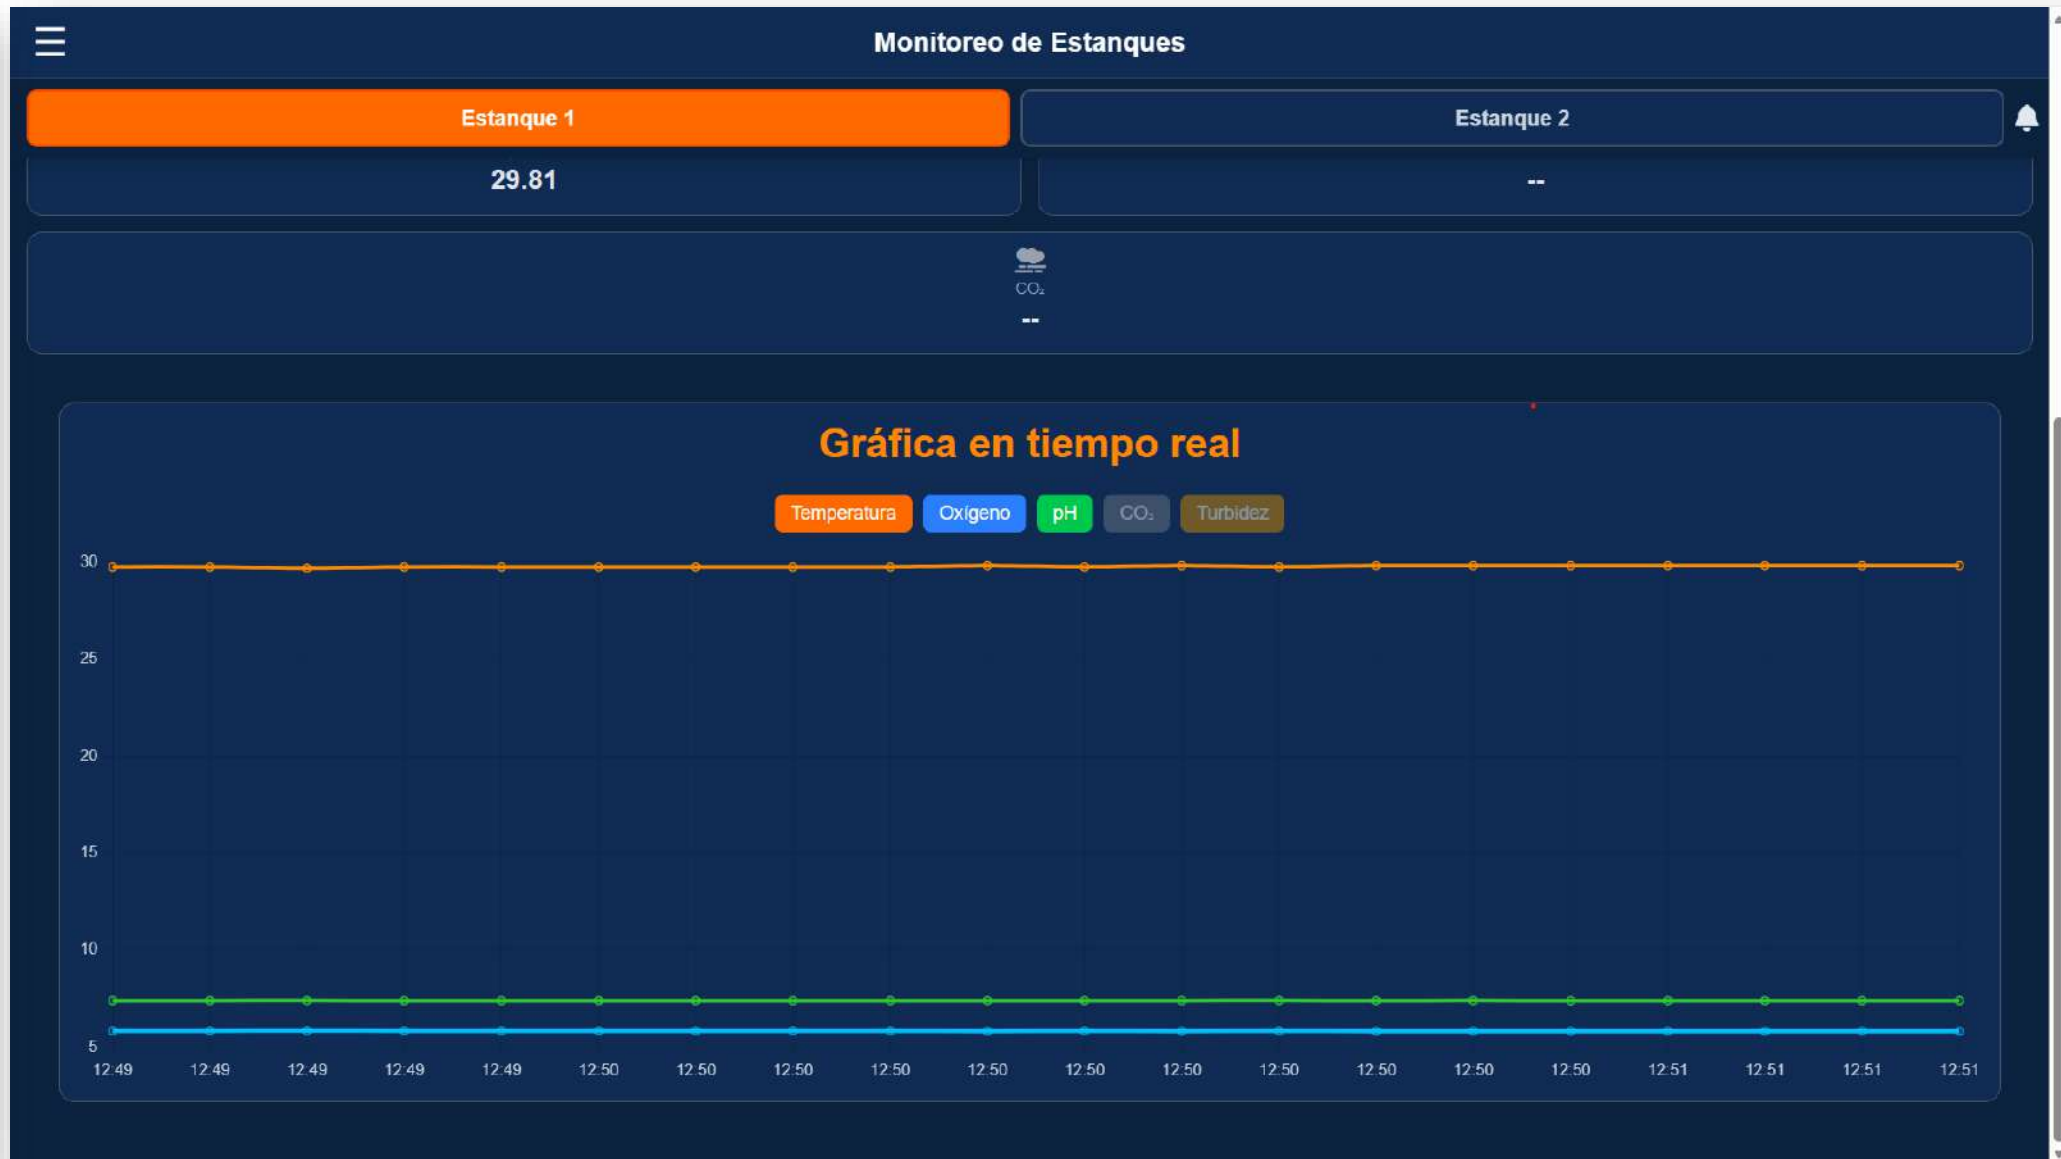 Monitoreo de Estanques
Estanque 1 Estanque 2
29.81 --
CO₂
--
Gráfica en tiempo real
Temperatura Oxígeno pH CO₂ Turbidez
30
25
20
15
10
5
12:49 12:49 12:49 12:49 12:49 12:50 12:50 12:50 12:50 12:50 12:50 12:50 12:50 12:50 12:50 12:50 12:51 12:51 12:51 12:51